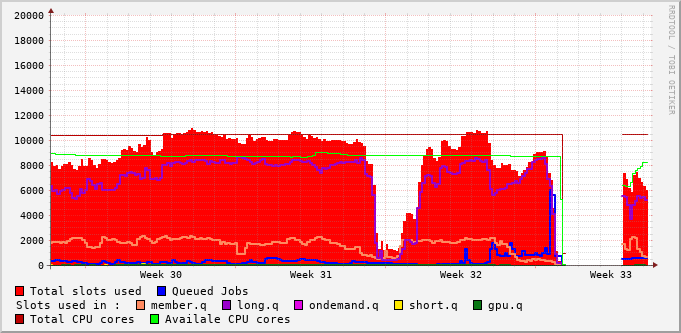 20000
18000
16000
14000
12000
10000
8000
6000
4000
2000
0
Week 30 Week 31 Week 32 Week 33
Total slots used Queued Jobs
Slots used in : member.q long.q ondemand.q short.q gpu.q
Total CPU cores Availale CPU cores
RRDTOOL / TOBI OETIKER